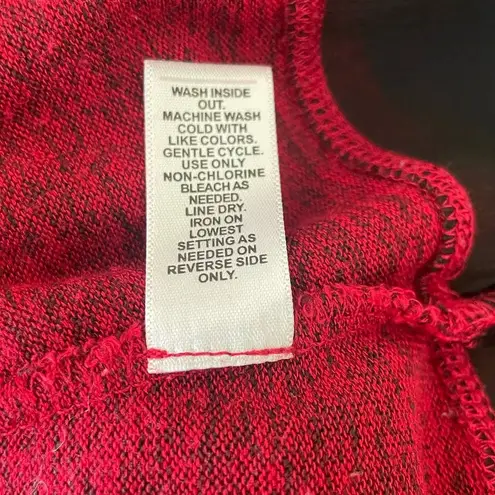 WASH INSIDE
OUT.
MACHINE WASH
COLD WITH
LIKE COLORS.
GENTLE CYCLE.
USE ONLY
NON-CHLORINE
BLEACH AS
NEEDED.
LINE DRY.
IRON ON
LOWEST
SETTING AS
NEEDED ON
REVERSE SIDE
ONLY.